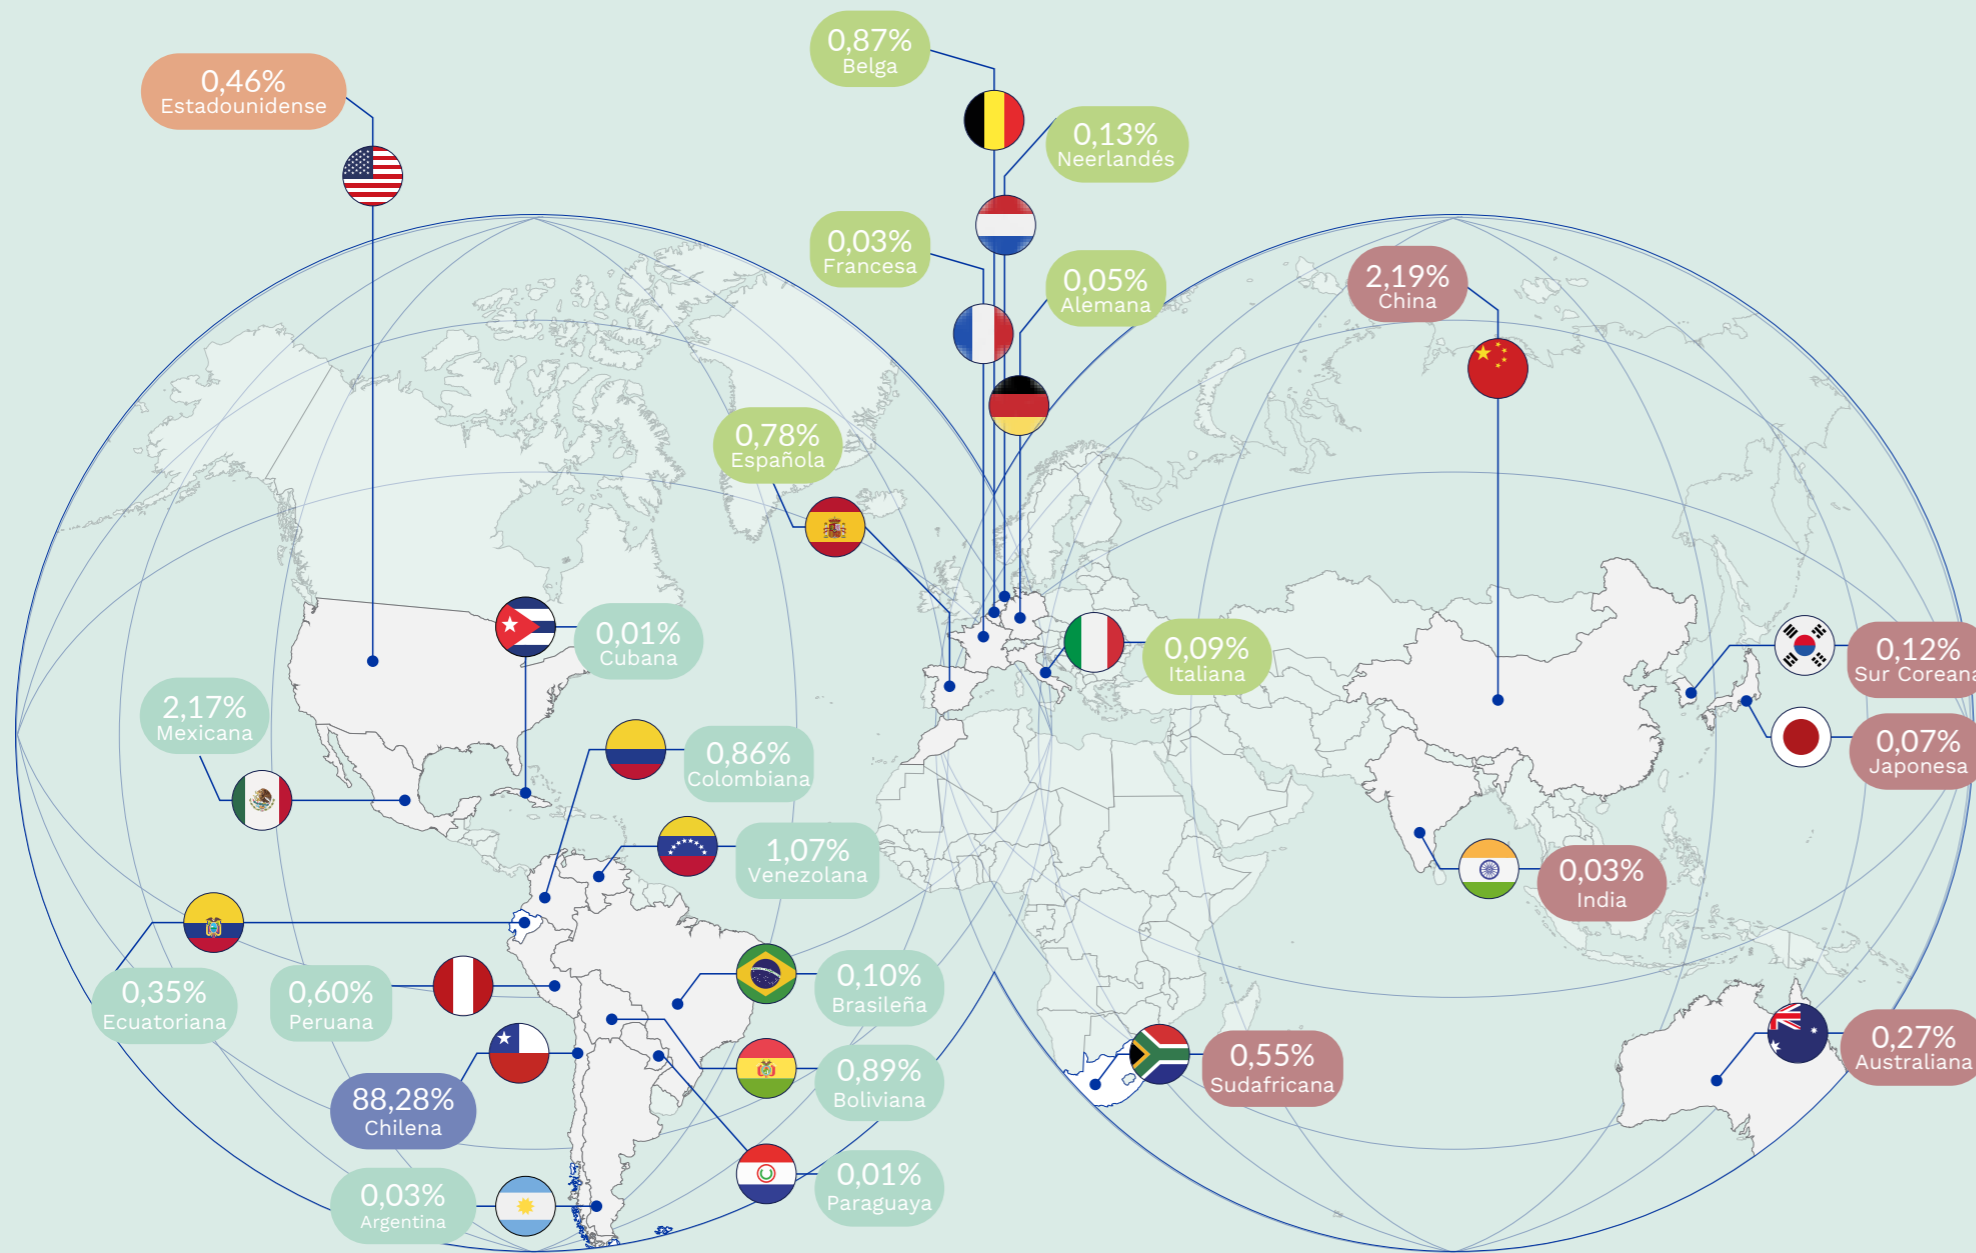 0,87%
Belga
0,46%
Estadounidense
0,13%
Neerlandés
0,03%
Francesa
0,05%
Alemana
2,19%
China
0,78%
Española
0,01%
Cubana
0,09%
Italiana
0,12%
Sur Coreana
2,17%
Mexicana
0,86%
Colombiana
0,07%
Japonesa
1,07%
Venezolana
0,03%
India
0,35%
Ecuatoriana
0,60%
Peruana
0,10%
Brasileña
0,55%
Sudafricana
0,27%
Australiana
88,28%
Chilena
0,89%
Boliviana
0,03%
Argentina
0,01%
Paraguaya